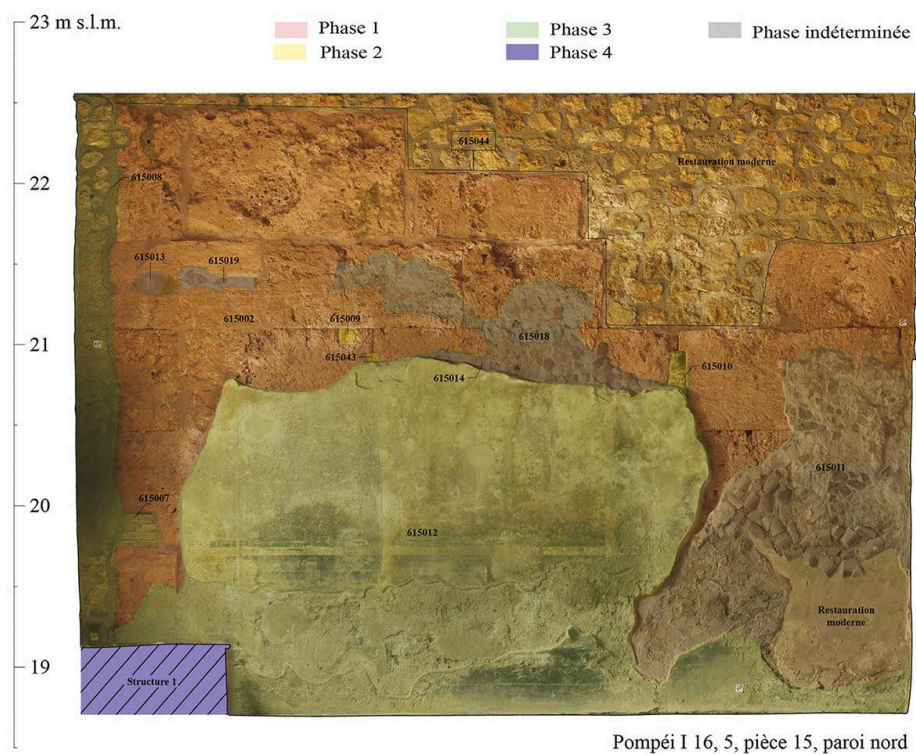 23 m s.l.m.
Phase 1
Phase 2
Phase 3
Phase 4
Phase indéterminée
615044
Restauration moderne
22
615008
615013
615019
615002
615009
615018
21
615043
615014
615010
615011
20
615007
615012
Restauration
moderne
19
Structure 1
Pompéi I 16, 5, pièce 15, paroi nord